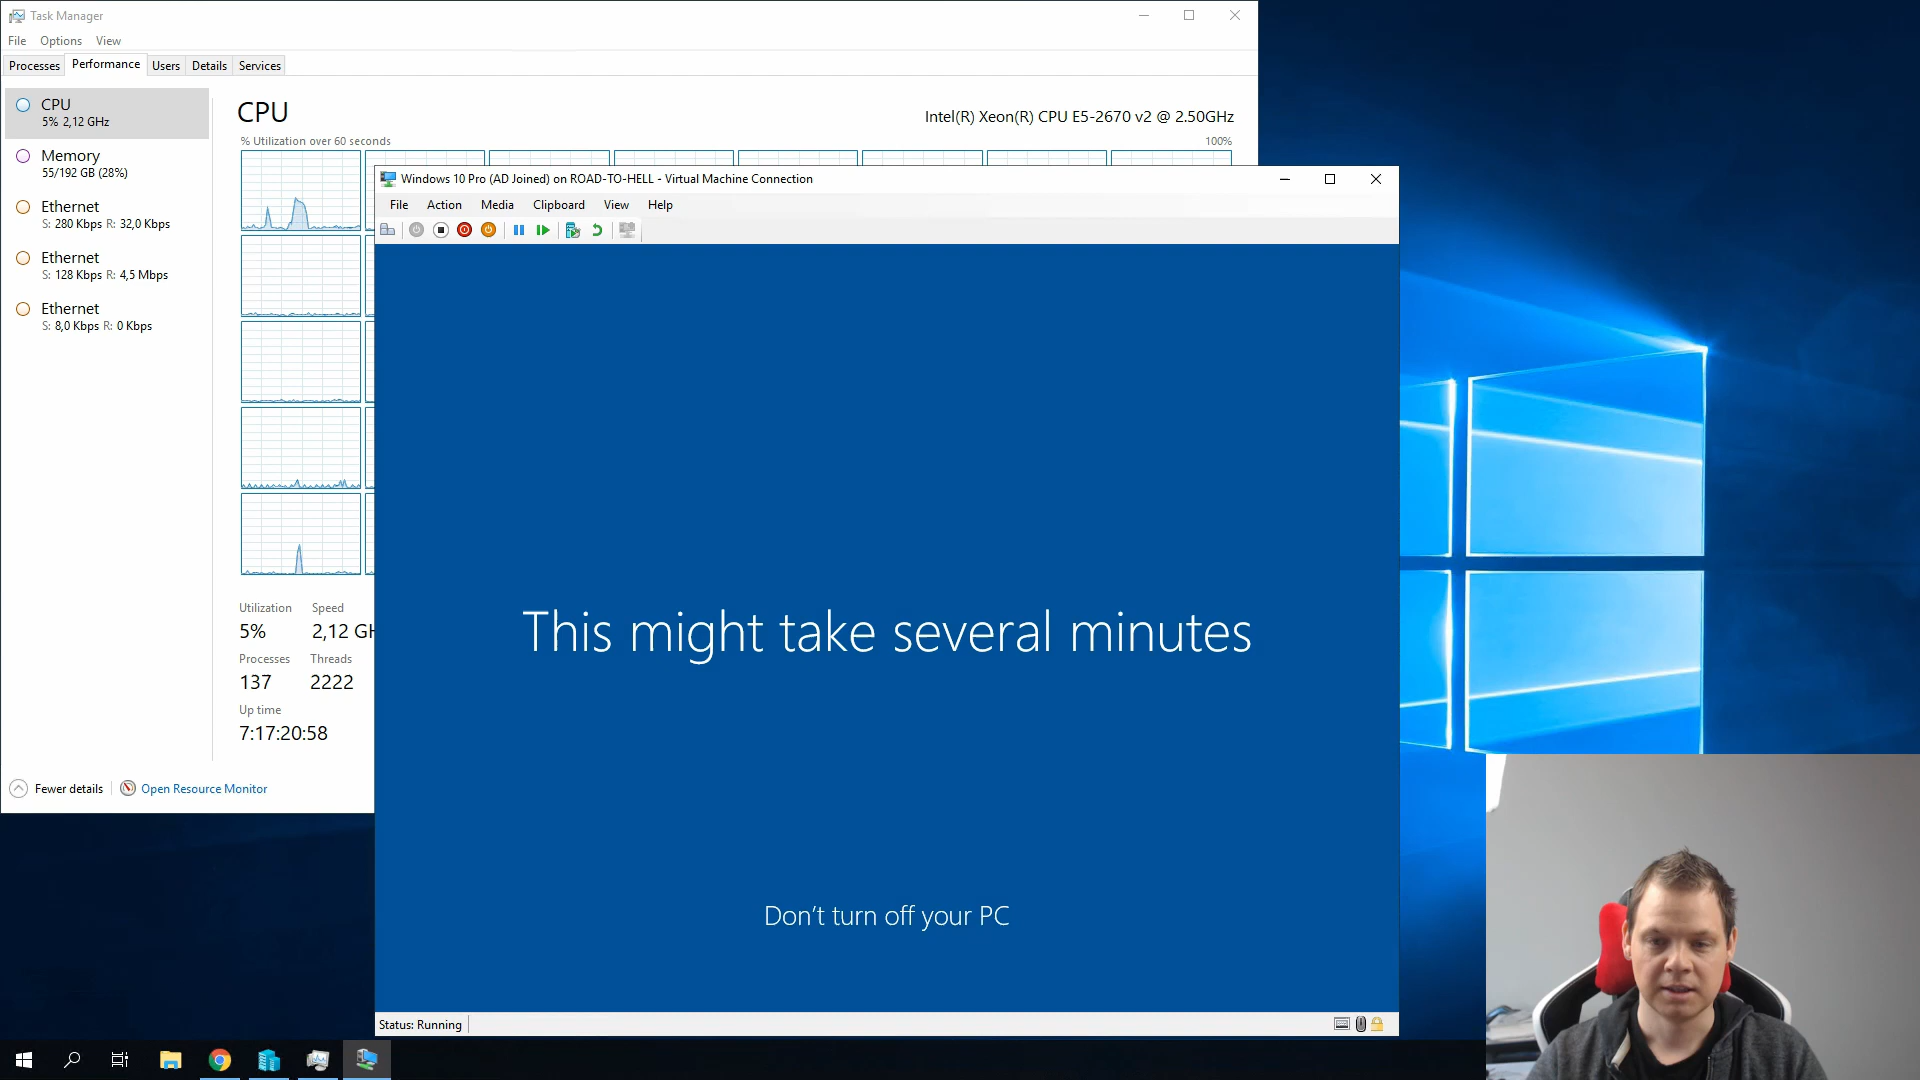 Task Manager
File Options View
Processes Performance Users Details Services
CPU
5% 2,12 GHz
Memory
55/192 GB (28%)
Ethernet
S: 280 Kbps R: 32,0 Kbps
Ethernet
S: 128 Kbps R: 4,5 Mbps
Ethernet
S: 8,0 Kbps R: 0 Kbps
CPU
Intel(R) Xeon(R) CPU E5-2670 v2 @ 2.50GHz
% Utilization over 60 seconds 100%
Utilization Speed
5% 2,12 GH
Processes Threads
137 2222
Up time
7:17:20:58
Fewer details Open Resource Monitor
Windows 10 Pro (AD Joined) on ROAD-TO-HELL - Virtual Machine Connection
File Action Media Clipboard View Help
This might take several minutes
Don't turn off your PC
Status: Running